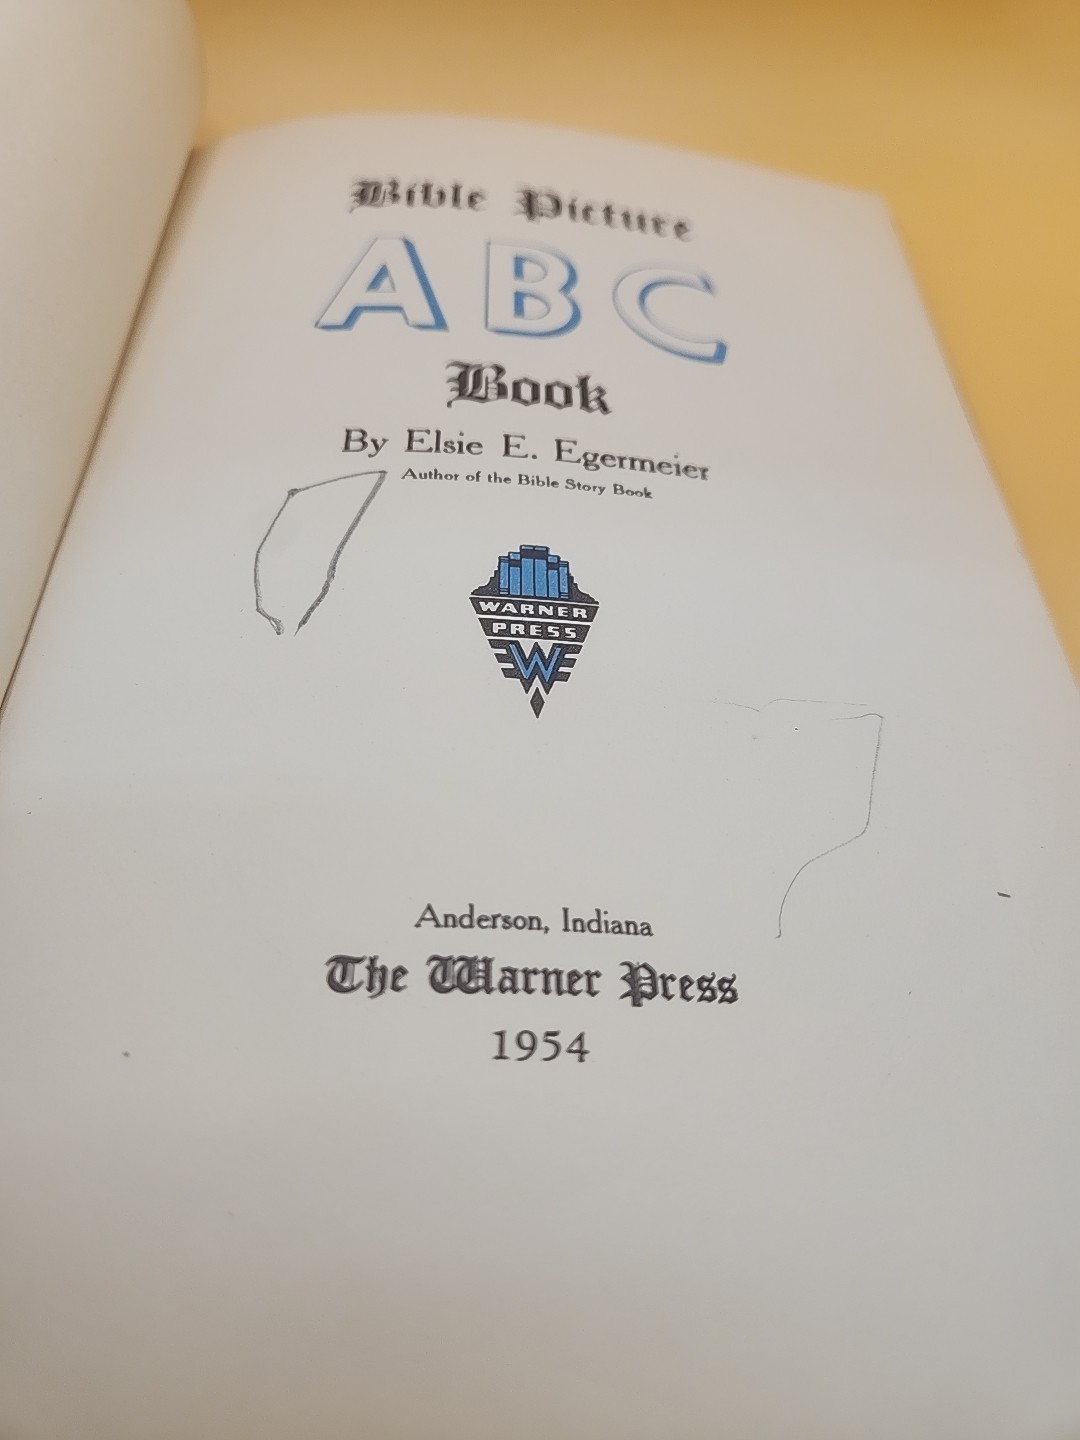 Bible Picture
ABC
Book
By Elsie E. Egermeier
Author of the Bible Story Book
WARNER
PRESS
W
Anderson, Indiana
The Warner Press
1954